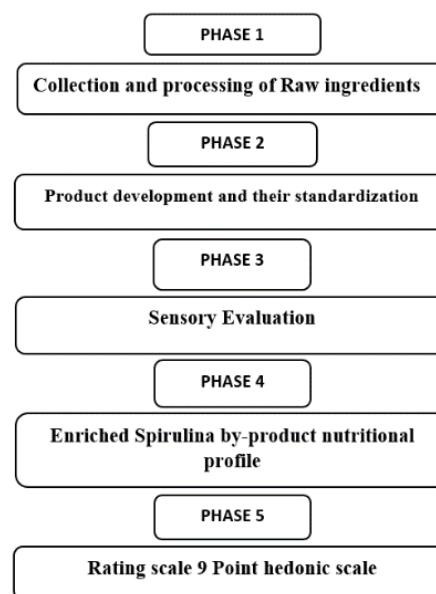 PHASE 1
Collection and processing of Raw ingredients
PHASE 2
Product development and their standardization
PHASE 3
Sensory Evaluation
PHASE 4
Enriched Spirulina by-product nutritional
profile
PHASE 5
Rating scale 9 Point hedonic scale